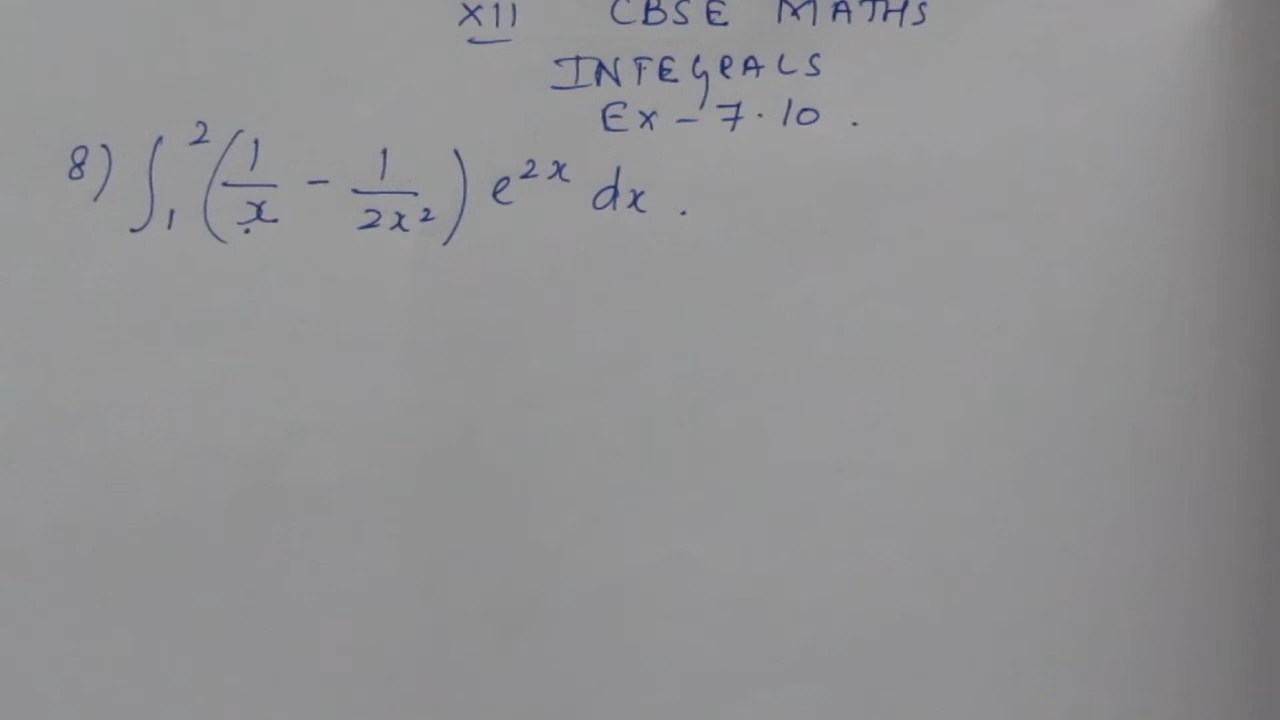 XII CBSE MATHS
INTEGRALS
Ex - 7.10.
8) ∫₁² (1/x - 1/2x²) e^2x dx.